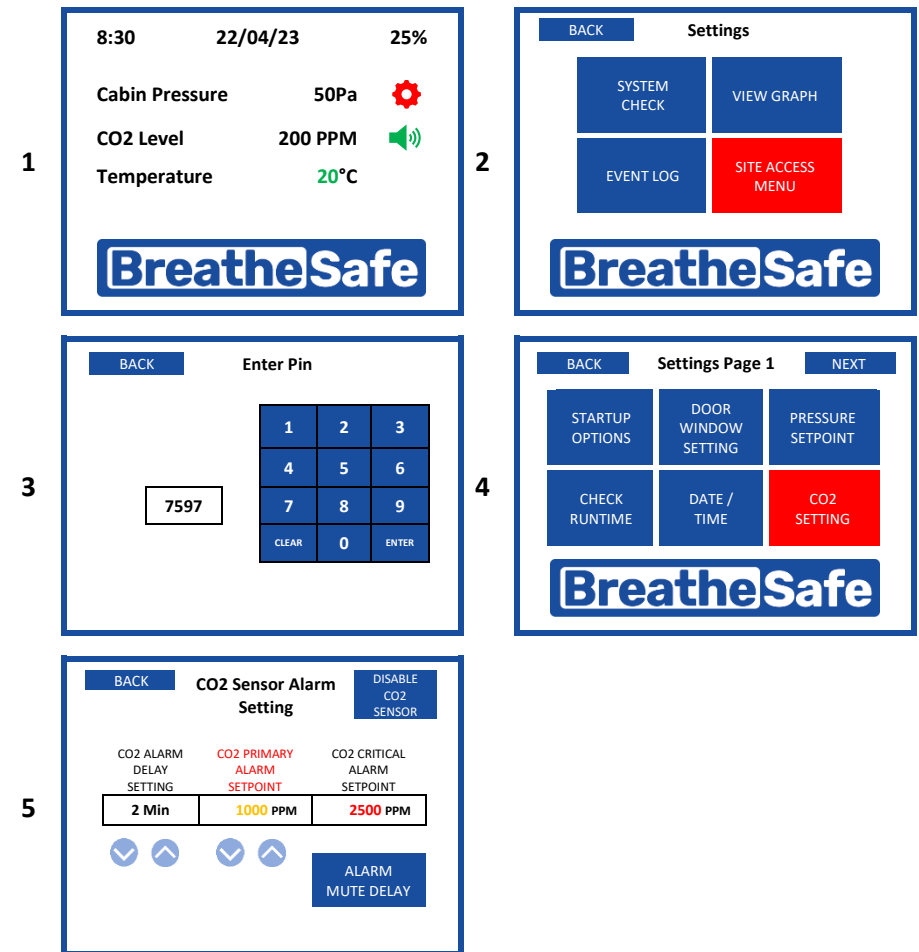 1
8:30 22/04/23 25%
Cabin Pressure 50Pa
CO2 Level 200 PPM
Temperature 20°C
BreatheSafe
2
BACK Settings
SYSTEM
CHECK
VIEW GRAPH
EVENT LOG
SITE ACCESS
MENU
BreatheSafe
3
BACK Enter Pin
7597
1 2 3
4 5 6
7 8 9
CLEAR 0 ENTER
4
BACK Settings Page 1 NEXT
STARTUP
OPTIONS
DOOR
WINDOW
SETTING
PRESSURE
SETPOINT
CHECK
RUNTIME
DATE /
TIME
CO2
SETTING
BreatheSafe
5
BACK
CO2 Sensor Alarm
Setting
DISABLE
CO2
SENSOR
CO2 ALARM
DELAY
SETTING
CO2 PRIMARY
ALARM
SETPOINT
CO2 CRITICAL
ALARM
SETPOINT
2 Min 1000 PPM 2500 PPM
ALARM
MUTE DELAY